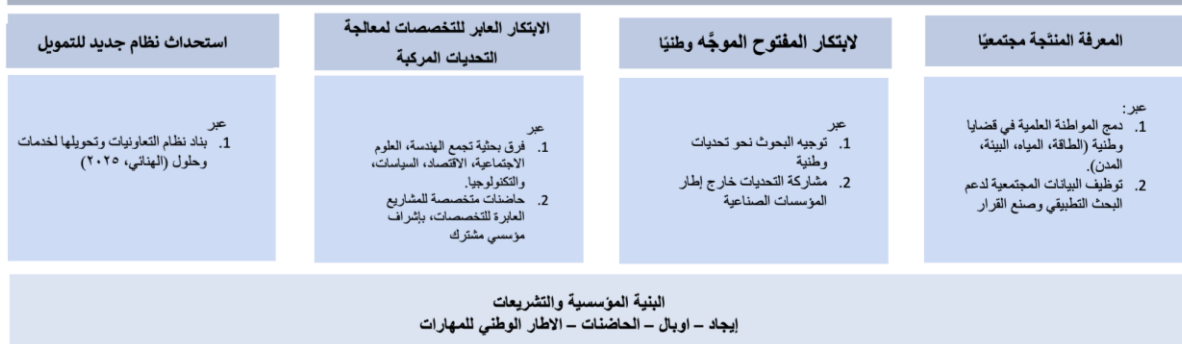 المعرفة المنتَجة مجتمعيًا
لابتكار المفتوح الموجَّه وطنيًا
الابتكار العابر للتخصصات لمعالجة
التحديات المركبة
استحداث نظام جديد للتمويل
عبر:
1. دمج المواطنة العلمية في قضايا
وطنية (الطاقة، المياه، البيئة،
المدن).
2. توظيف البيانات المجتمعية لدعم
البحث التطبيقي وصنع القرار
عبر
1. توجيه البحوث نحو تحديات
وطنية
2. مشاركة التحديات خارج إطار
المؤسسات الصناعية
عبر
1. فرق بحثية تجمع الهندسة، العلوم
الاجتماعية، الاقتصاد، السياسات،
والتكنولوجيا.
2. حاضنات متخصصة للمشاريع
العابرة للتخصصات، بإشراف
مؤسسي مشترك
عبر
1. بناد نظام التعاونيات وتحويلها لخدمات
وحلول (الهنائي، ٢٠٢٥)
البنية المؤسسية والتشريعات
إيجاد – اوبال – الحاضنات – الاطار الوطني للمهارات